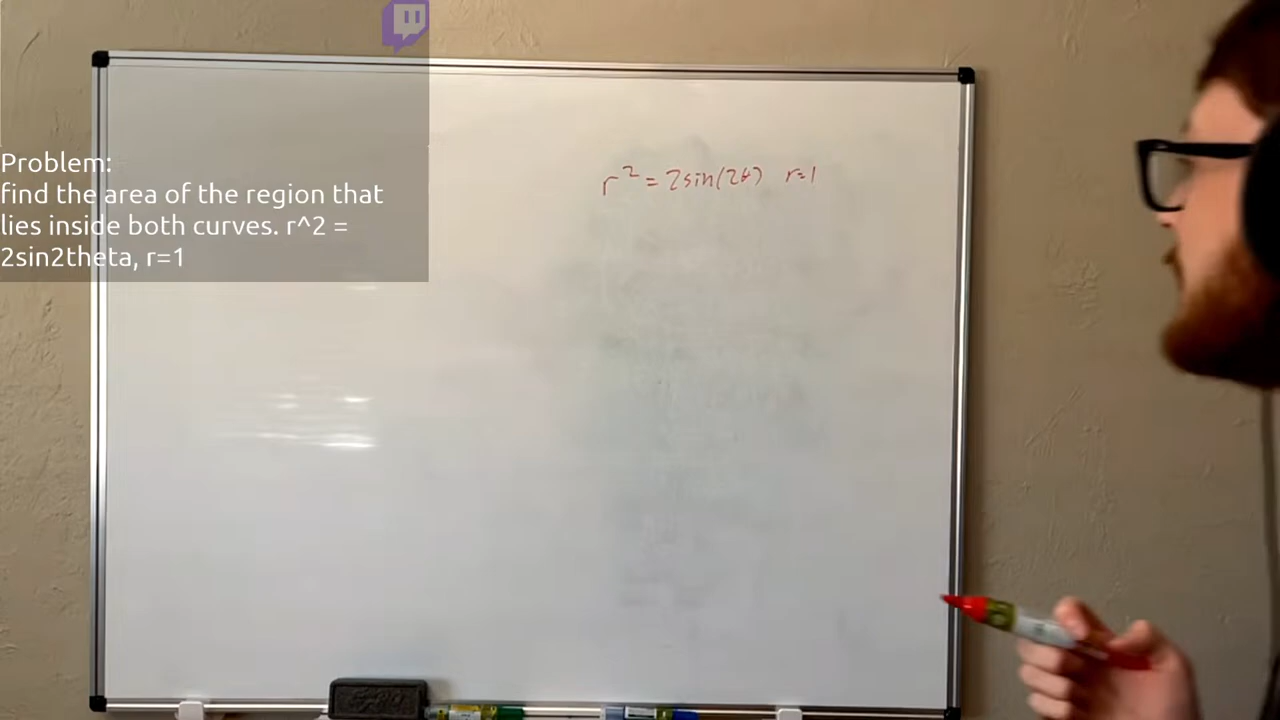 Problem:
find the area of the region that
lies inside both curves. r^2 =
2sin2theta, r=1
r² = 2sin(2θ) r=1